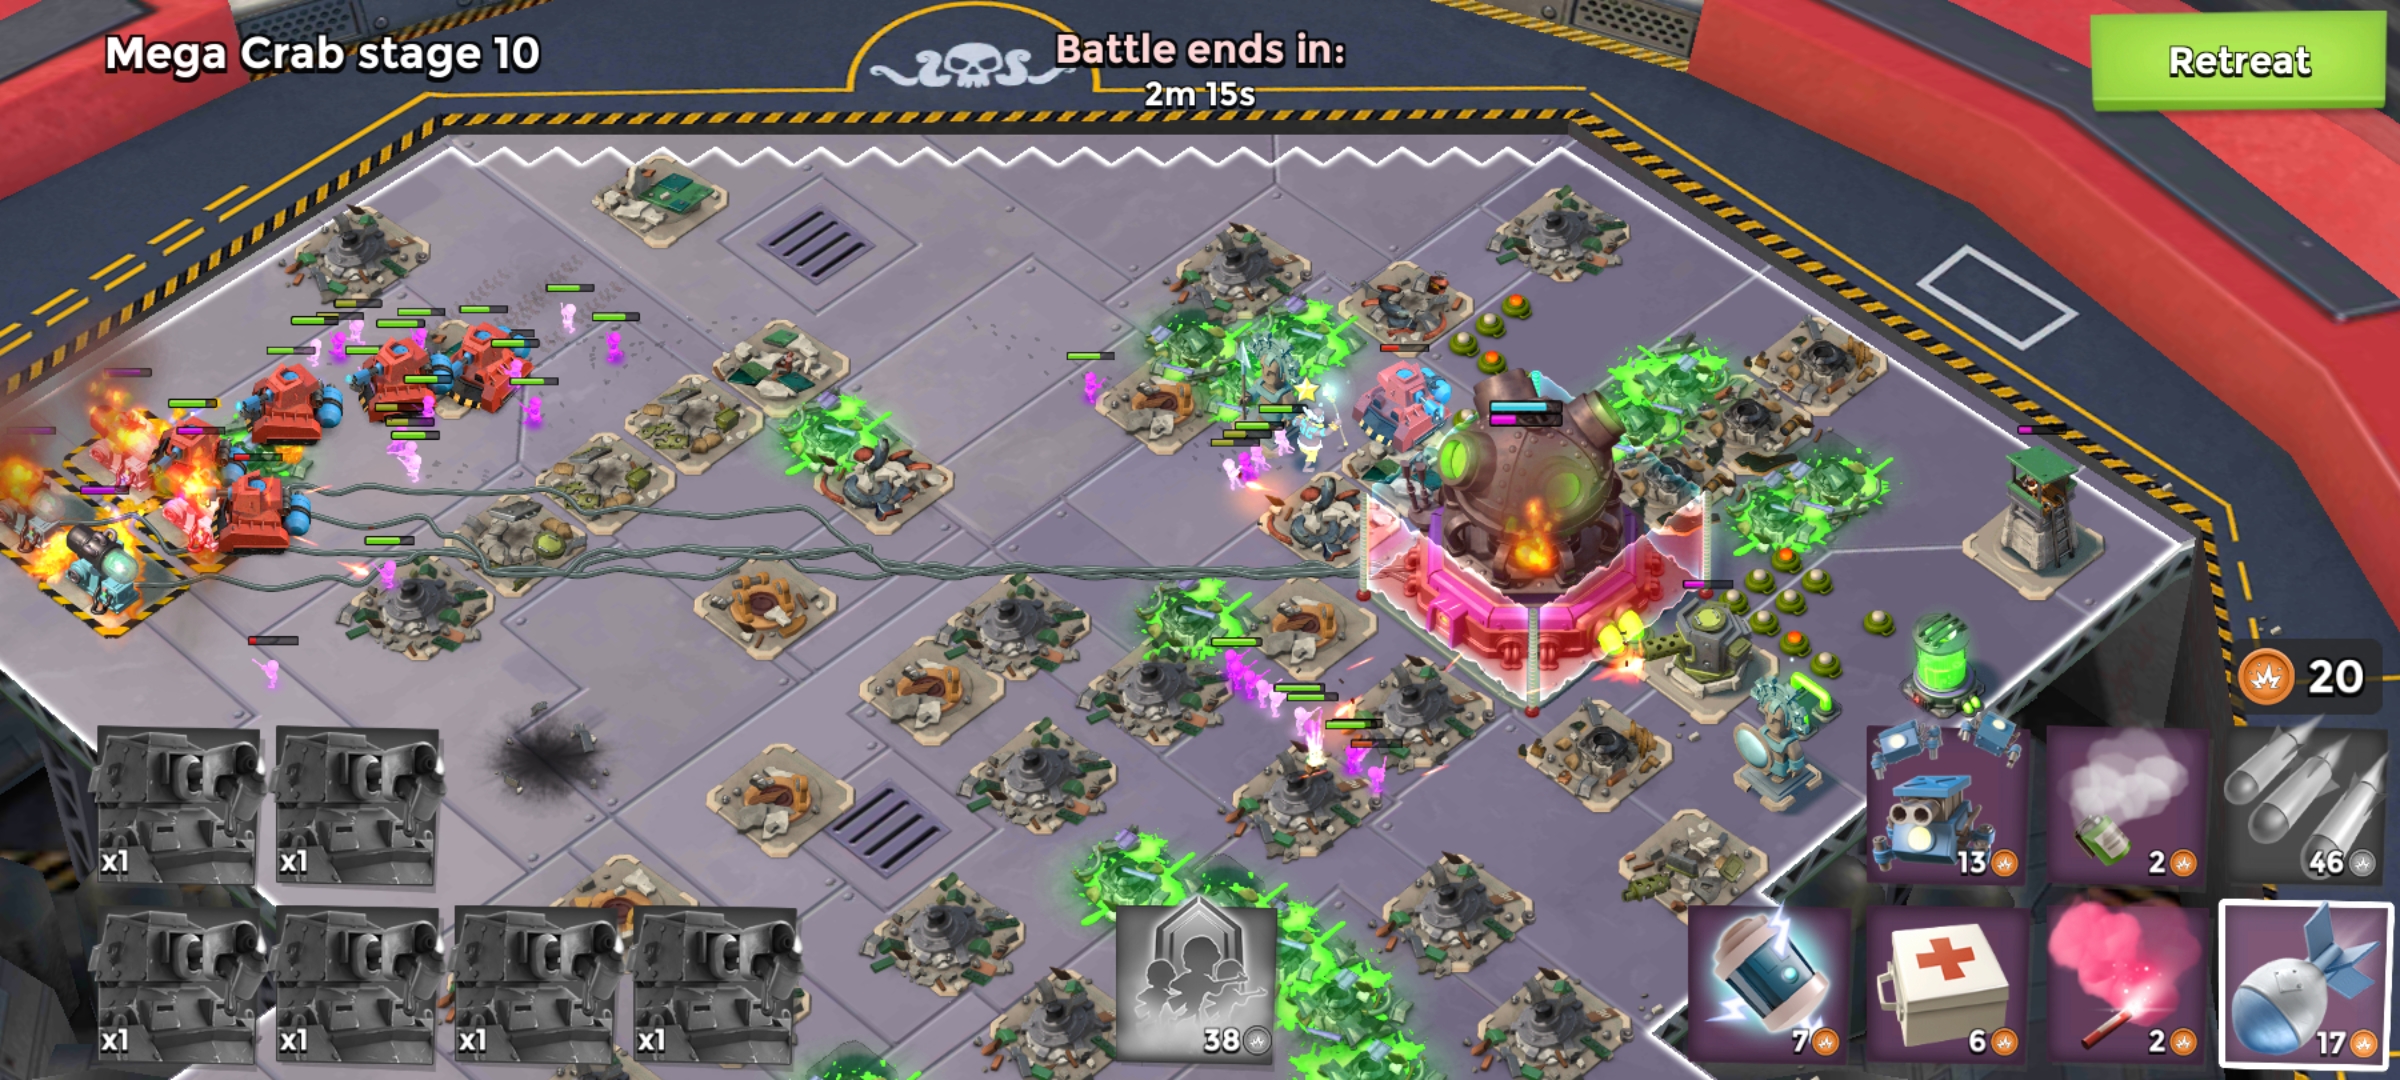 Mega Crab stage 10
Battle ends in:
2m 15s
Retreat
20
x1
x1
13
2
46
x1
x1
x1
x1
38
7
6
2
17